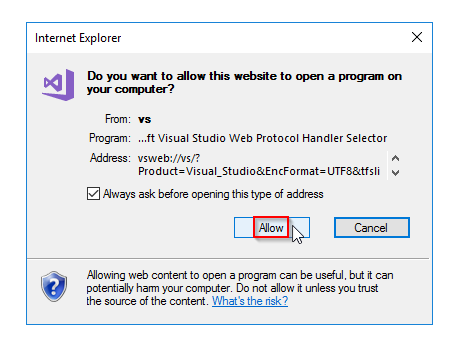 Internet Explorer
Do you want to allow this website to open a program on
your computer?
From: vs
Program: ...ft Visual Studio Web Protocol Handler Selector
Address: vsweb://vs/?
Product=Visual_Studio&EncFormat=UTF8&tfsli
Always ask before opening this type of address
Allow Cancel
Allowing web content to open a program can be useful, but it can
potentially harm your computer. Do not allow it unless you trust
the source of the content. What's the risk?